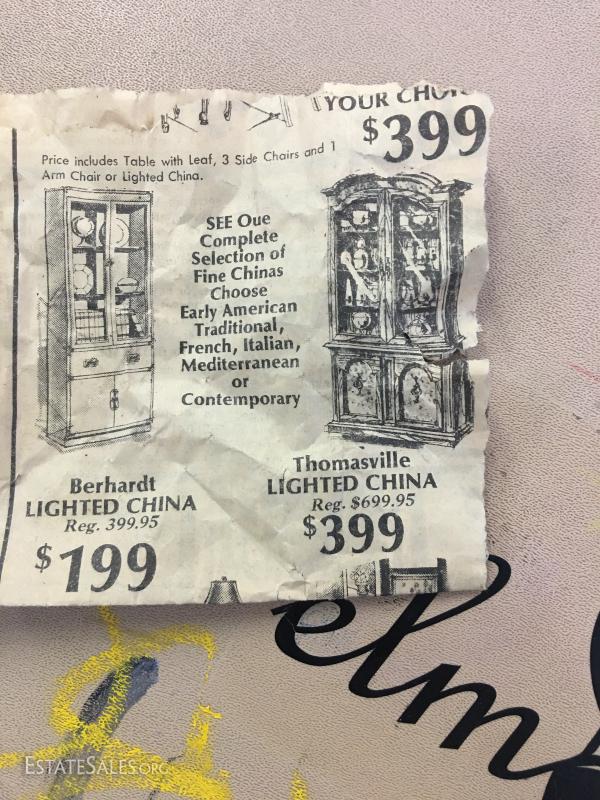 YOUR CHOI
$399
Price includes Table with Leaf, 3 Side Chairs and 1
Arm Chair or Lighted China.
SEE Oue
Complete
Selection of
Fine Chinas
Choose
Early American
Traditional,
French, Italian,
Mediterranean
or
Contemporary
Berhardt
LIGHTED CHINA
Reg. 399.95
$199
Thomasville
LIGHTED CHINA
Reg. $699.95
$399
elm
ESTATESALES.ORG